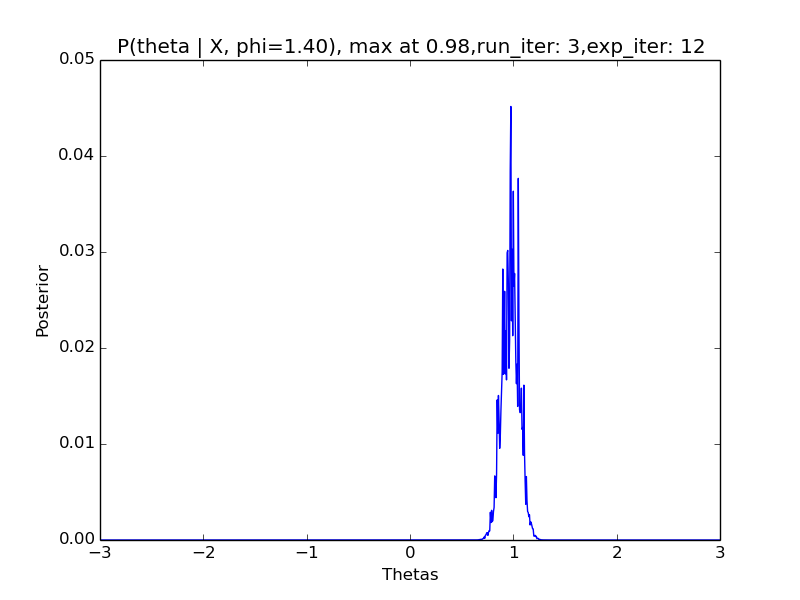 P(theta | X, phi=1.40), max at 0.98,run_iter: 3,exp_iter: 12
0.05
0.04
0.03
0.02
0.01
0.00
Posterior
−3 −2 −1 0 1 2 3
Thetas